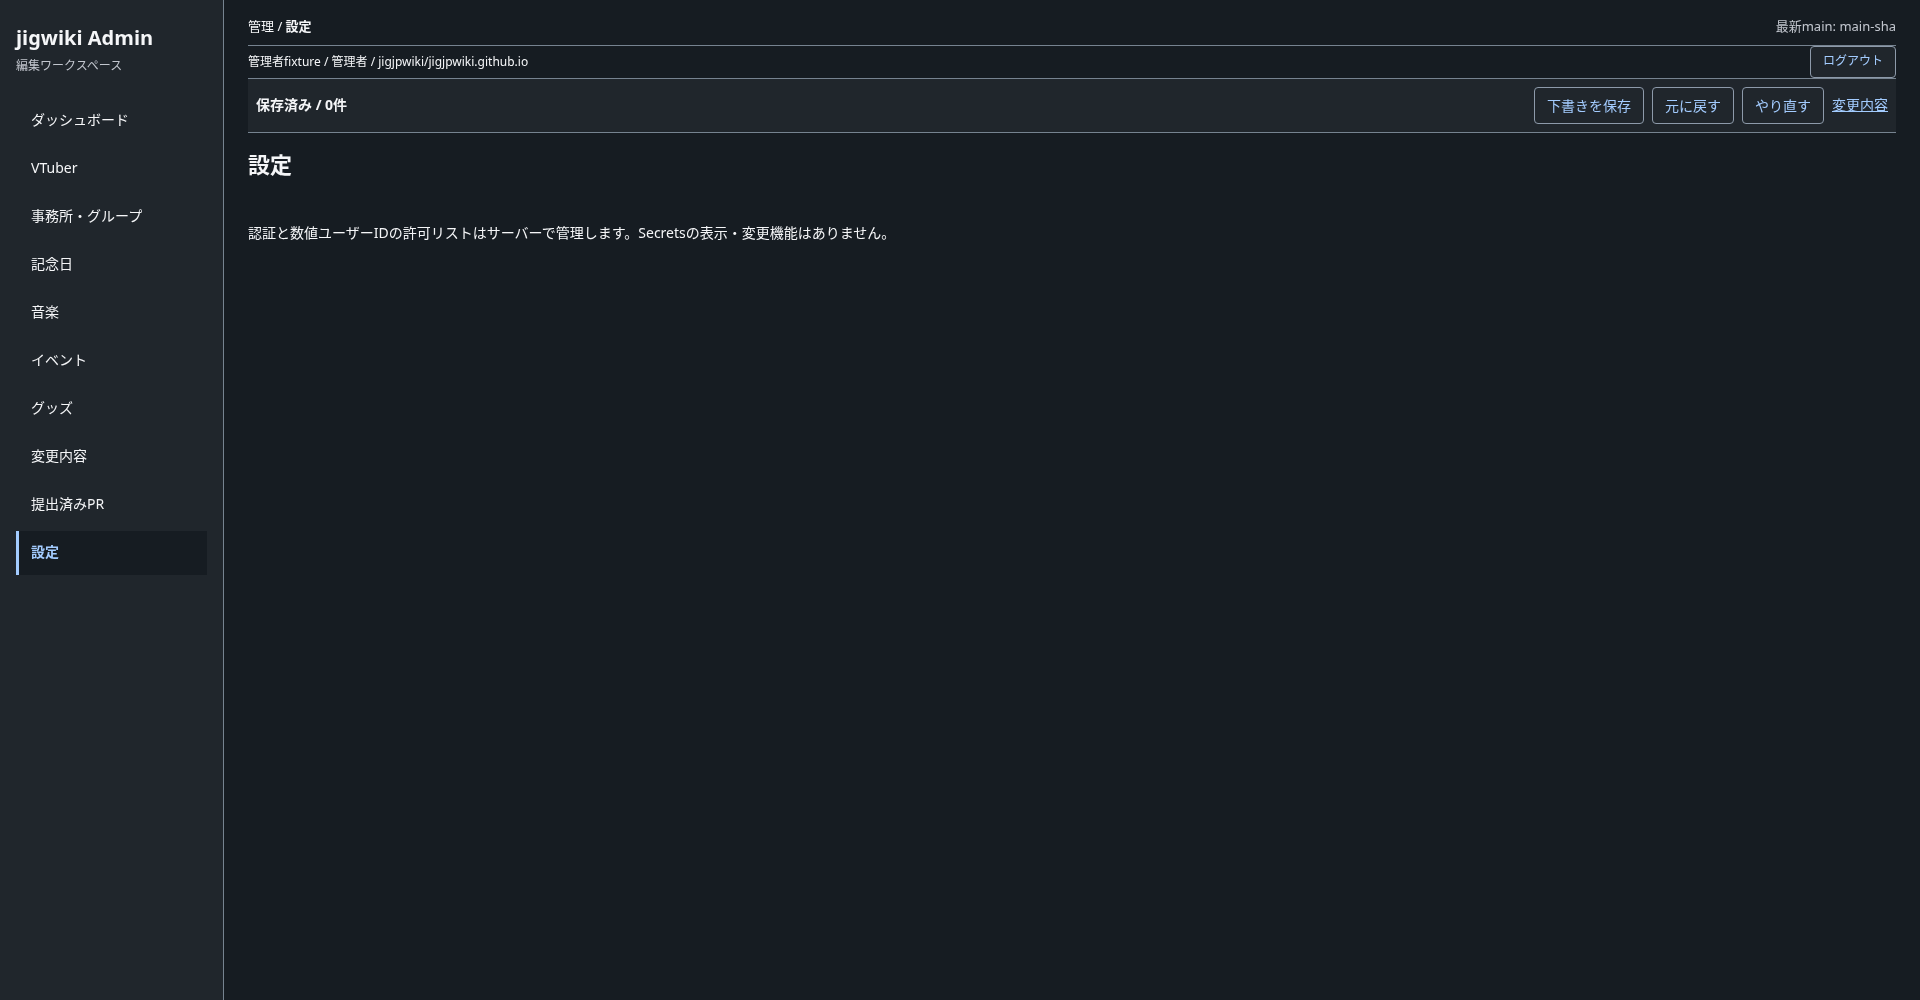 jigwiki Admin
編集ワークスペース
ダッシュボード
VTuber
事務所・グループ
記念日
音楽
イベント
グッズ
変更内容
提出済みPR
設定
管理 / 設定
最新main: main-sha
管理者fixture / 管理者 / jigjpwiki/jigjpwiki.github.io
ログアウト
保存済み / 0件
下書きを保存
元に戻す
やり直す
変更内容
設定
認証と数値ユーザーIDの許可リストはサーバーで管理します。Secretsの表示・変更機能はありません。